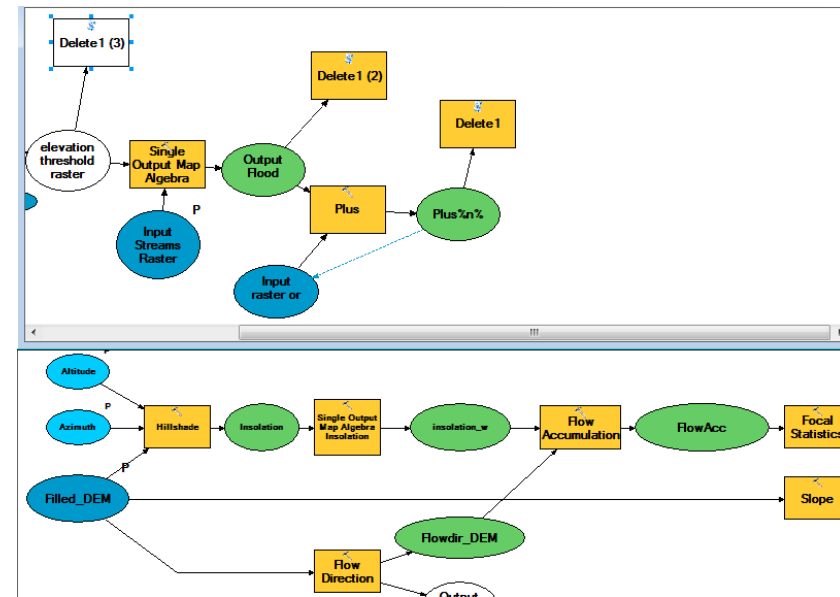 Delete1 (3)
Delete1 (2)
Delete1
elevation
threshold
raster
Single
Output Map
Algebra
Output
Flood
P
Plus
Plus%n%
Input
Streams
Raster
Input
raster or
P
Altitude
P
Azimuth
Hillshade
Insolation
Single Output
Map Algebra
Insolation
insolation_w
Flow
Accumulation
FlowAcc
Focal
Statistics
P
Filled_DEM
Slope
Flowdir_DEM
Flow
Direction
Output